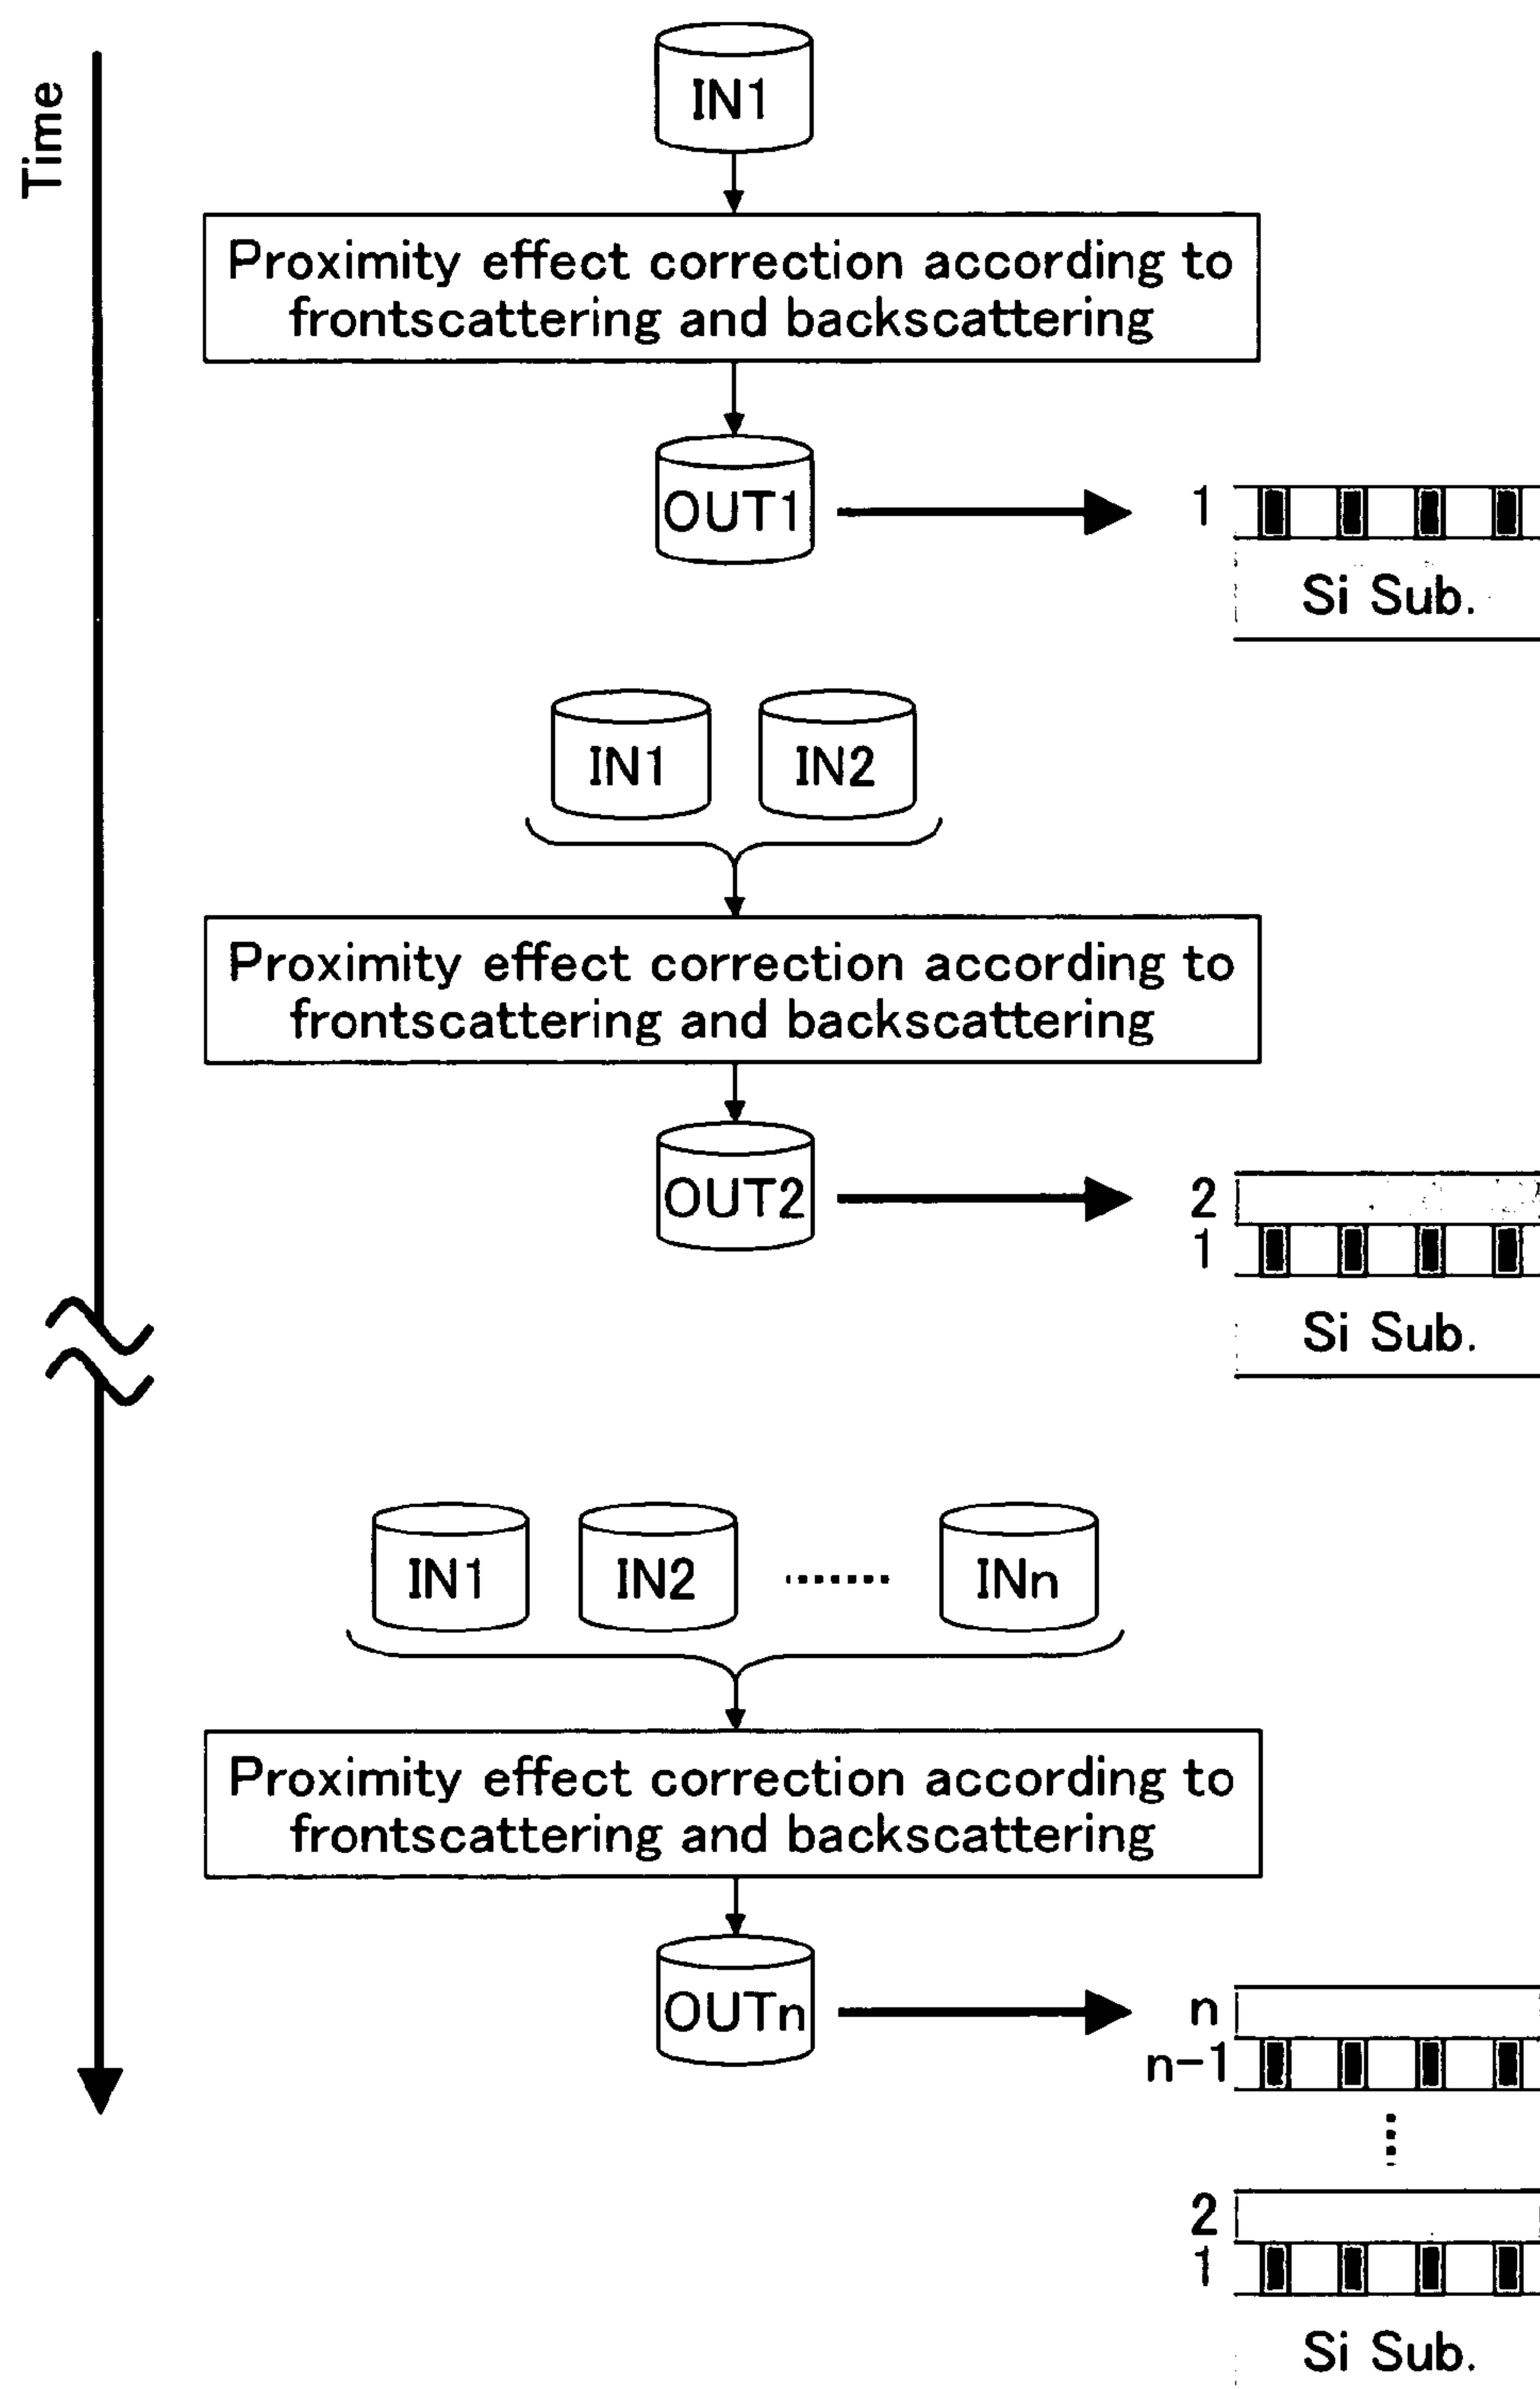 Time
IN1
Proximity effect correction according to
frontscattering and backscattering
OUT1
1
Si Sub.
IN1 IN2
Proximity effect correction according to
frontscattering and backscattering
OUT2
2
1
Si Sub.
IN1 IN2 ....... INn
Proximity effect correction according to
frontscattering and backscattering
OUTn
n
n-1
2
1
Si Sub.